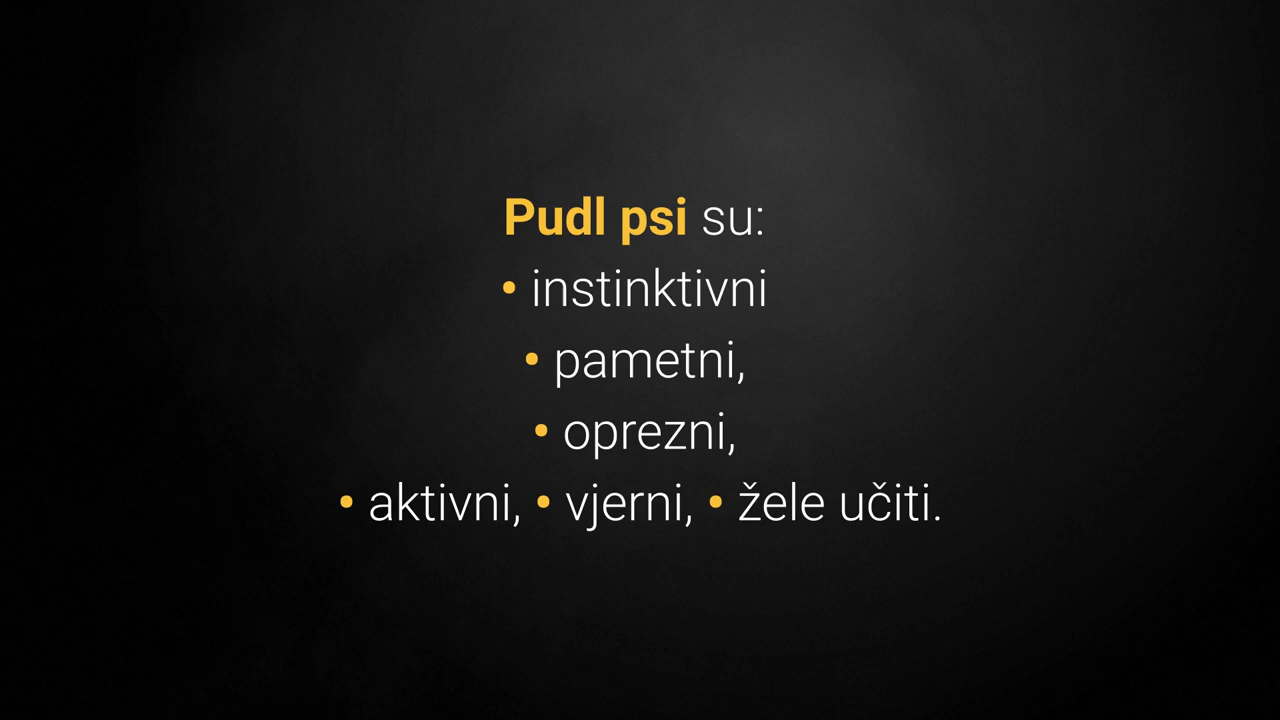 Pudl psi su:
• instinktivni
• pametni,
• oprezni,
• aktivni, • vjerni, • žele učiti.